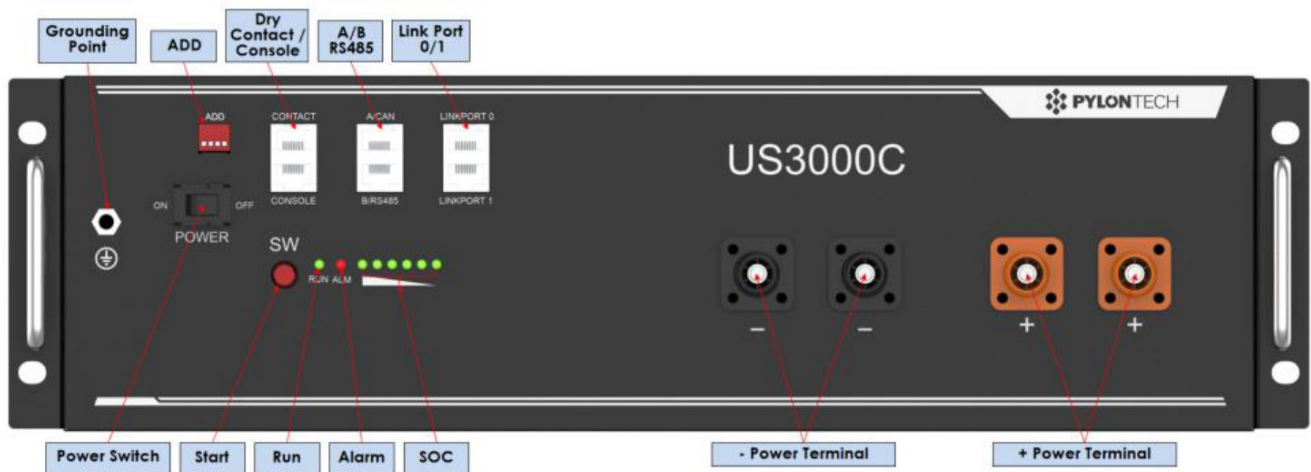 Grounding
Point
ADD
Dry
Contact /
Console
A/B
RS485
Link Port
0/1
PYLONTECH
ADD
CONTACT
A/CAN
LINKPORT 0
US3000C
CONSOLE
B/RS485
LINKPORT 1
ON
OFF
POWER
SW
RUN ALM
− − + +
Power Switch
Start
Run
Alarm
SOC
- Power Terminal
+ Power Terminal